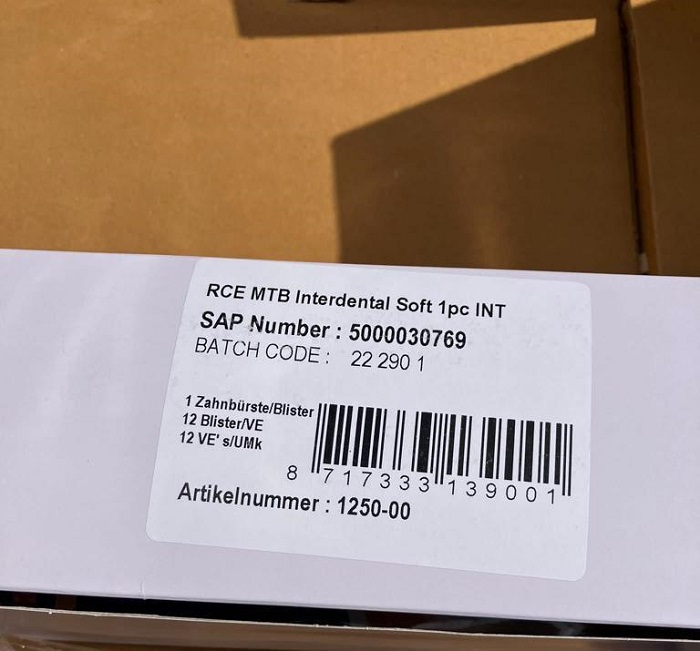 RCE MTB Interdental Soft 1pc INT
SAP Number : 5000030769
BATCH CODE : 22 290 1
1 Zahnbürste/Blister
12 Blister/VE
12 VE' s/UMk
8 717333 139001
Artikelnummer : 1250-00